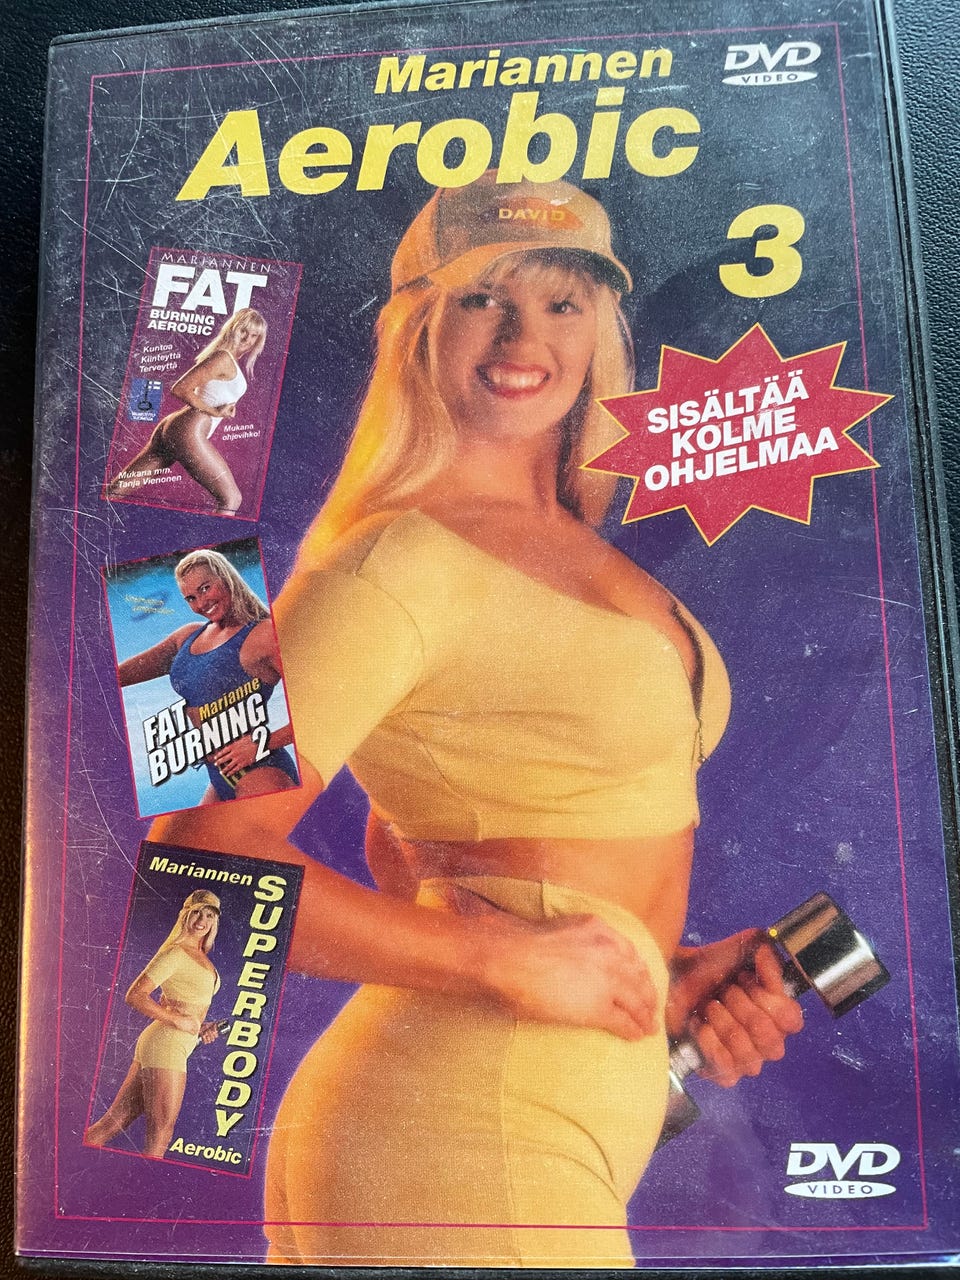 Mariannen
Aerobic
3
DVD
VIDEO
DAVID
SISÄLTÄÄ
KOLME
OHJELMAA
MARIANNEN
FAT
BURNING
AEROBIC
Kuntoa
Kiinteyttä
Terveyttä
Mukana
ohjevihko!
Mukana mm.
Tanja Vienonen
Marianne
FAT
BURNING
2
Mariannen
SUPERBODY
Aerobic
DVD
VIDEO